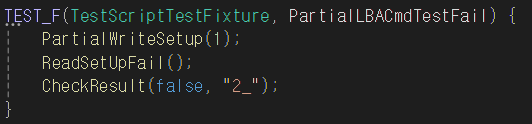 TEST_F(TestScriptTestFixture, PartialLBACmdTestFail) {
    PartialWriteSetup(1);
    ReadSetUpFail();
    CheckResult(false, "2_");
}